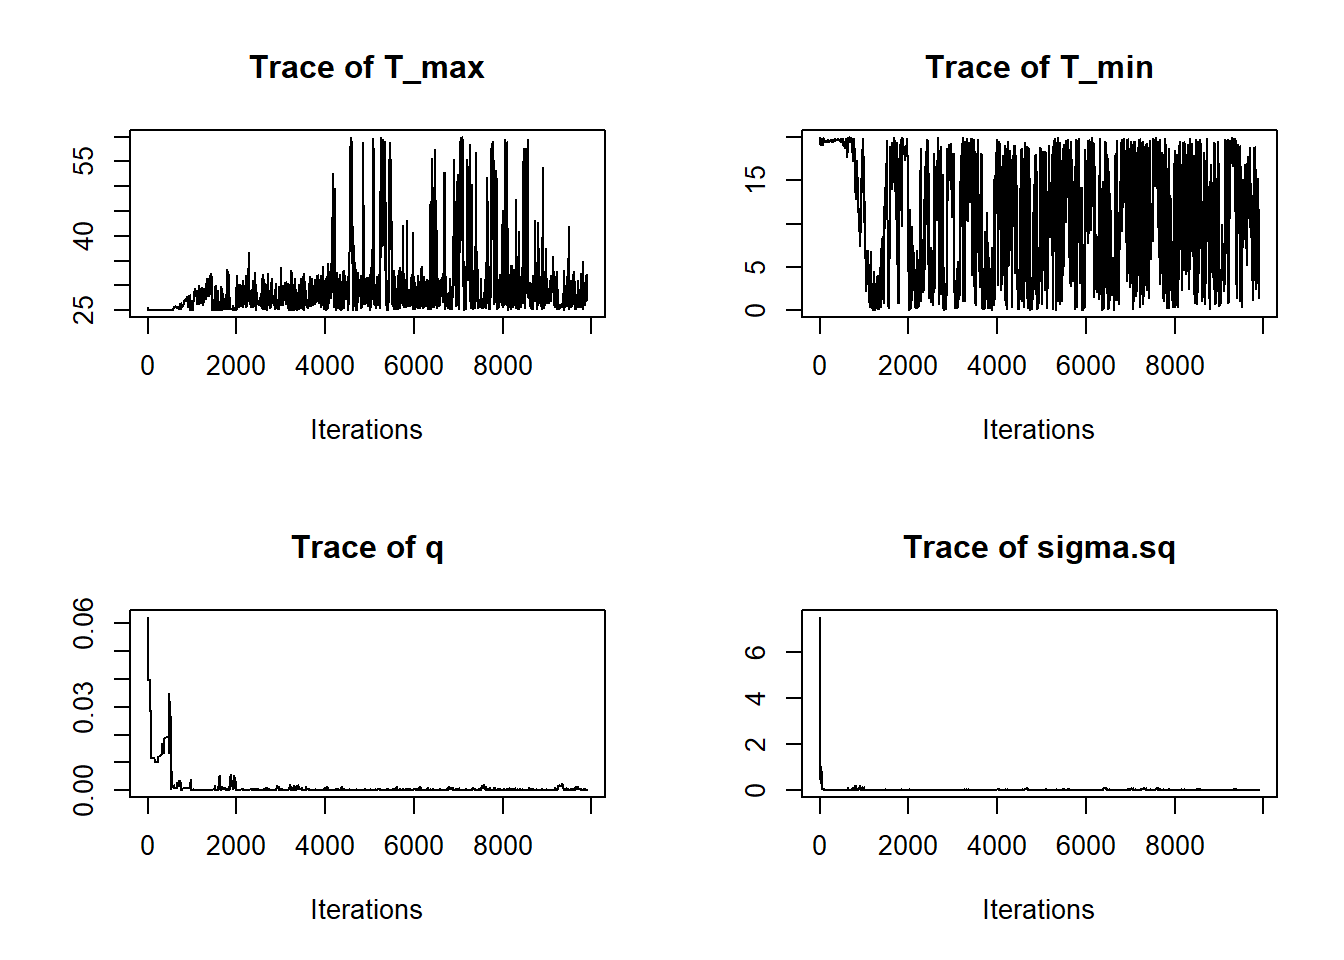 Trace of T_max
55
40
25
0 2000 4000 6000 8000
Iterations
Trace of T_min
15
5
0
0 2000 4000 6000 8000
Iterations
Trace of q
0.06
0.03
0.00
0 2000 4000 6000 8000
Iterations
Trace of sigma.sq
6
4
2
0
0 2000 4000 6000 8000
Iterations